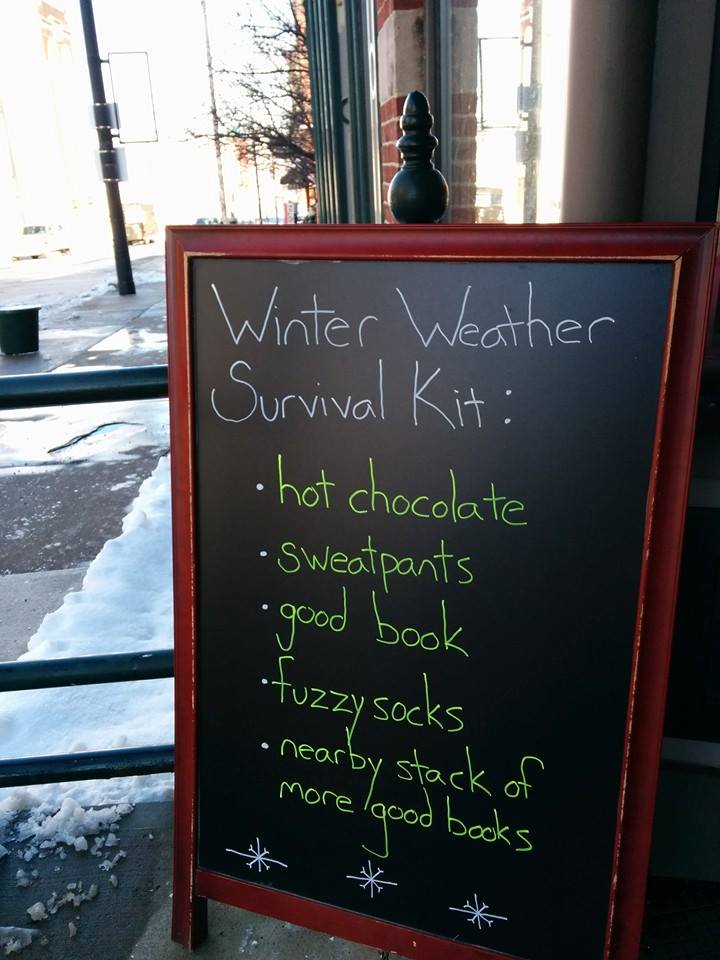 Winter Weather
Survival Kit:
• hot chocolate
• sweatpants
• good book
• fuzzy socks
• nearby stack of
more good books